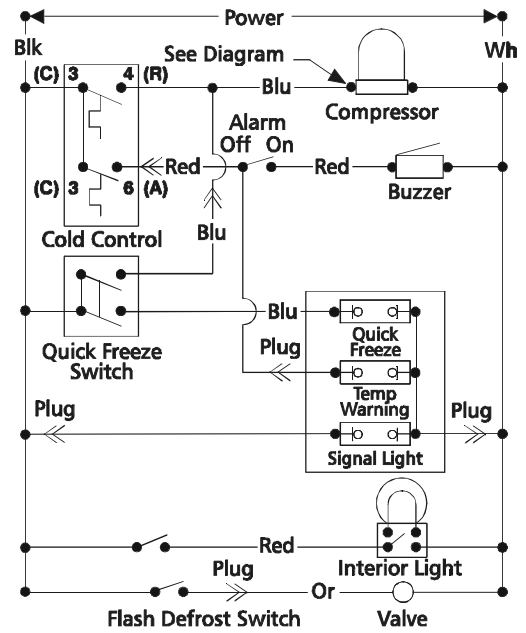 Power
Blk
Wh
See Diagram
(C) 3
4 (R)
Blu
Compressor
Alarm
Off On
Red
Red
Buzzer
(C) 3
6 (A)
Cold Control
Blu
Quick Freeze
Switch
Blu
Plug
Quick
Freeze
Temp
Warning
Signal Light
Plug
Plug
Red
Interior Light
Plug
Or
Flash Defrost Switch
Valve